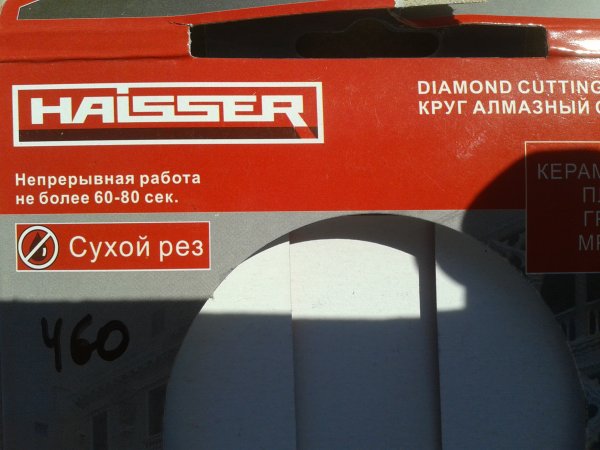 HAISSER
DIAMOND CUTTING
КРУГ АЛМАЗНЫЙ
Непрерывная работа
не более 60-80 сек.
Сухой рез
460